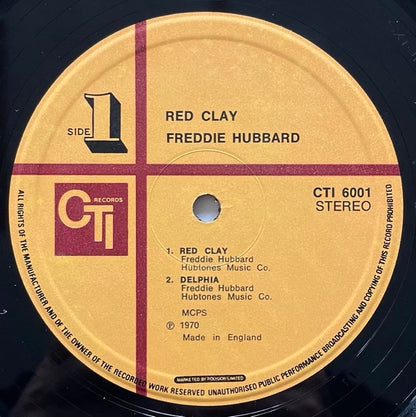 RED CLAY
FREDDIE HUBBARD
SIDE 1
CTI RECORDS
CTI 6001
STEREO
1. RED CLAY
Freddie Hubbard
Hubtones Music Co.
2. DELPHIA
Freddie Hubbard
Hubtones Music Co.
MCPS
℗ 1970
Made in England
MARKETED BY POLYDOR LIMITED
ALL RIGHTS OF THE MANUFACTURER AND OF THE OWNER OF THE RECORDED WORK RESERVED UNAUTHORISED PUBLIC PERFORMANCE BROADCASTING AND COPYING OF THIS RECORD PROHIBITED